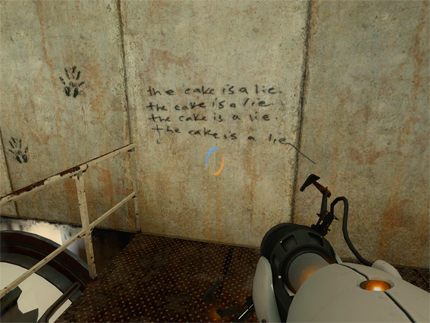 the cake is a lie.
the cake is a lie
the cake is a lie.
the cake is a lie